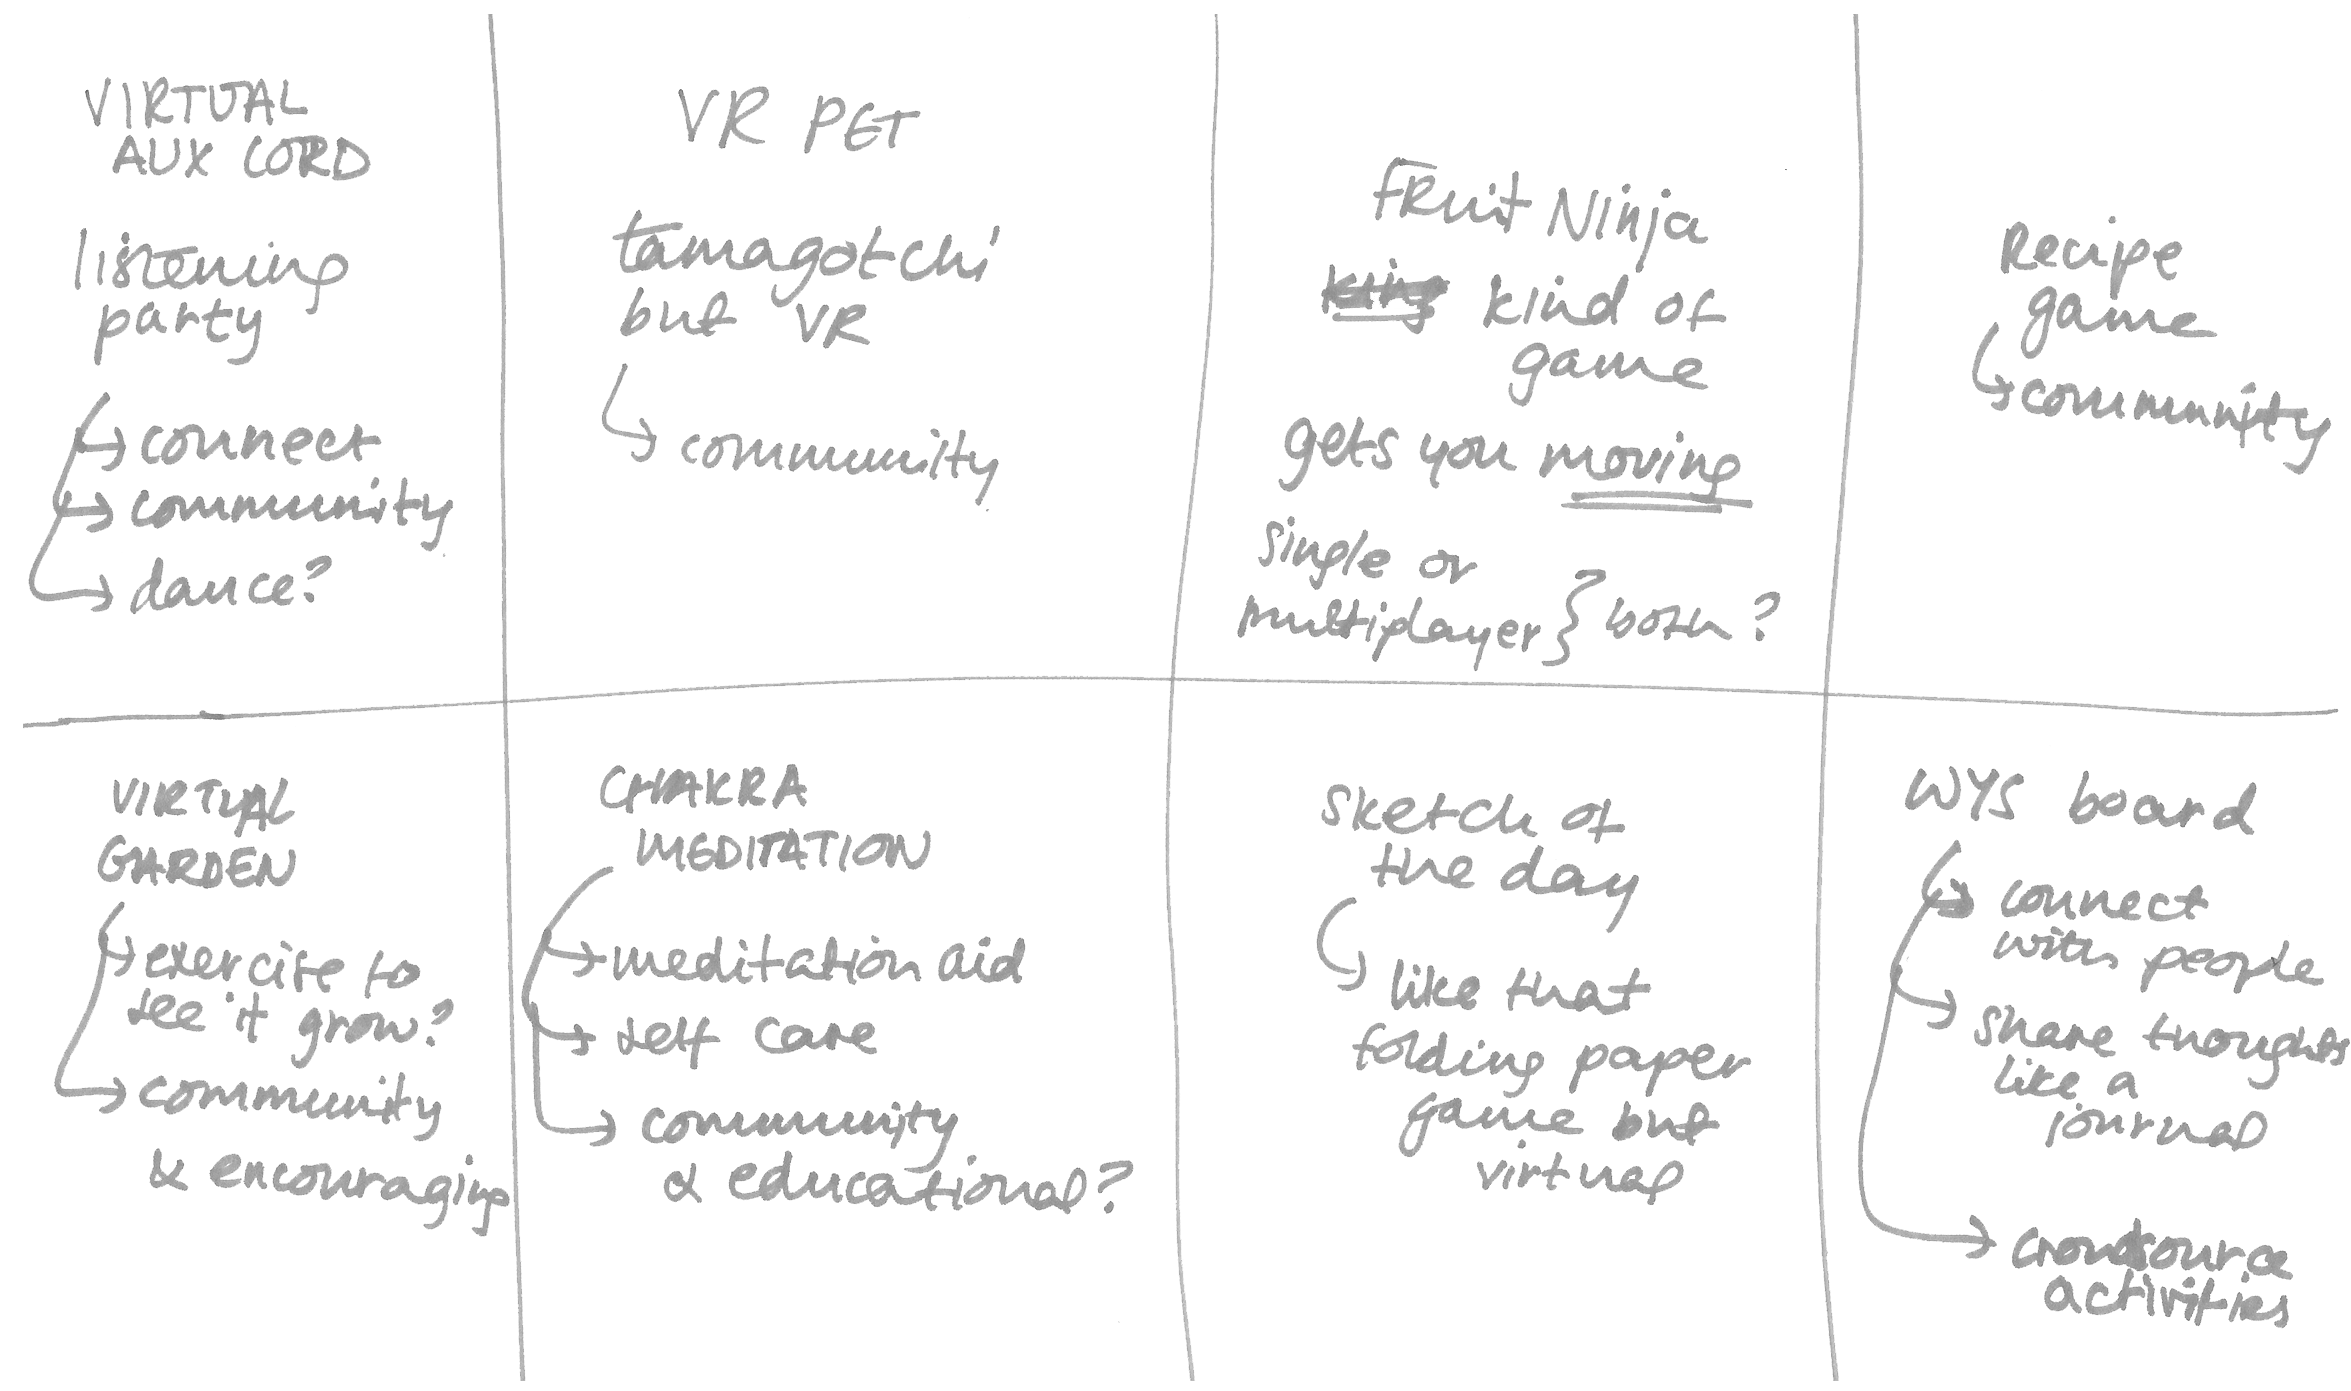 VIRTUAL
AUX CORD
listening
party
connect
community
dance?
VR PET
tamagotchi
but VR
community
FRuit Ninja
kind of
game
gets you moving
single or
multiplayer } both?
Recipe
game
community
VIRTUAL
GARDEN
exercise to
see it grow?
community
& encouraging
CHAKRA
MEDITATION
meditation aid
self care
community
& educational?
sketch of
the day
like that
folding paper
game but
virtual
WYS board
connect
with people
share thoughts
like a
journal
crowdsource
activities